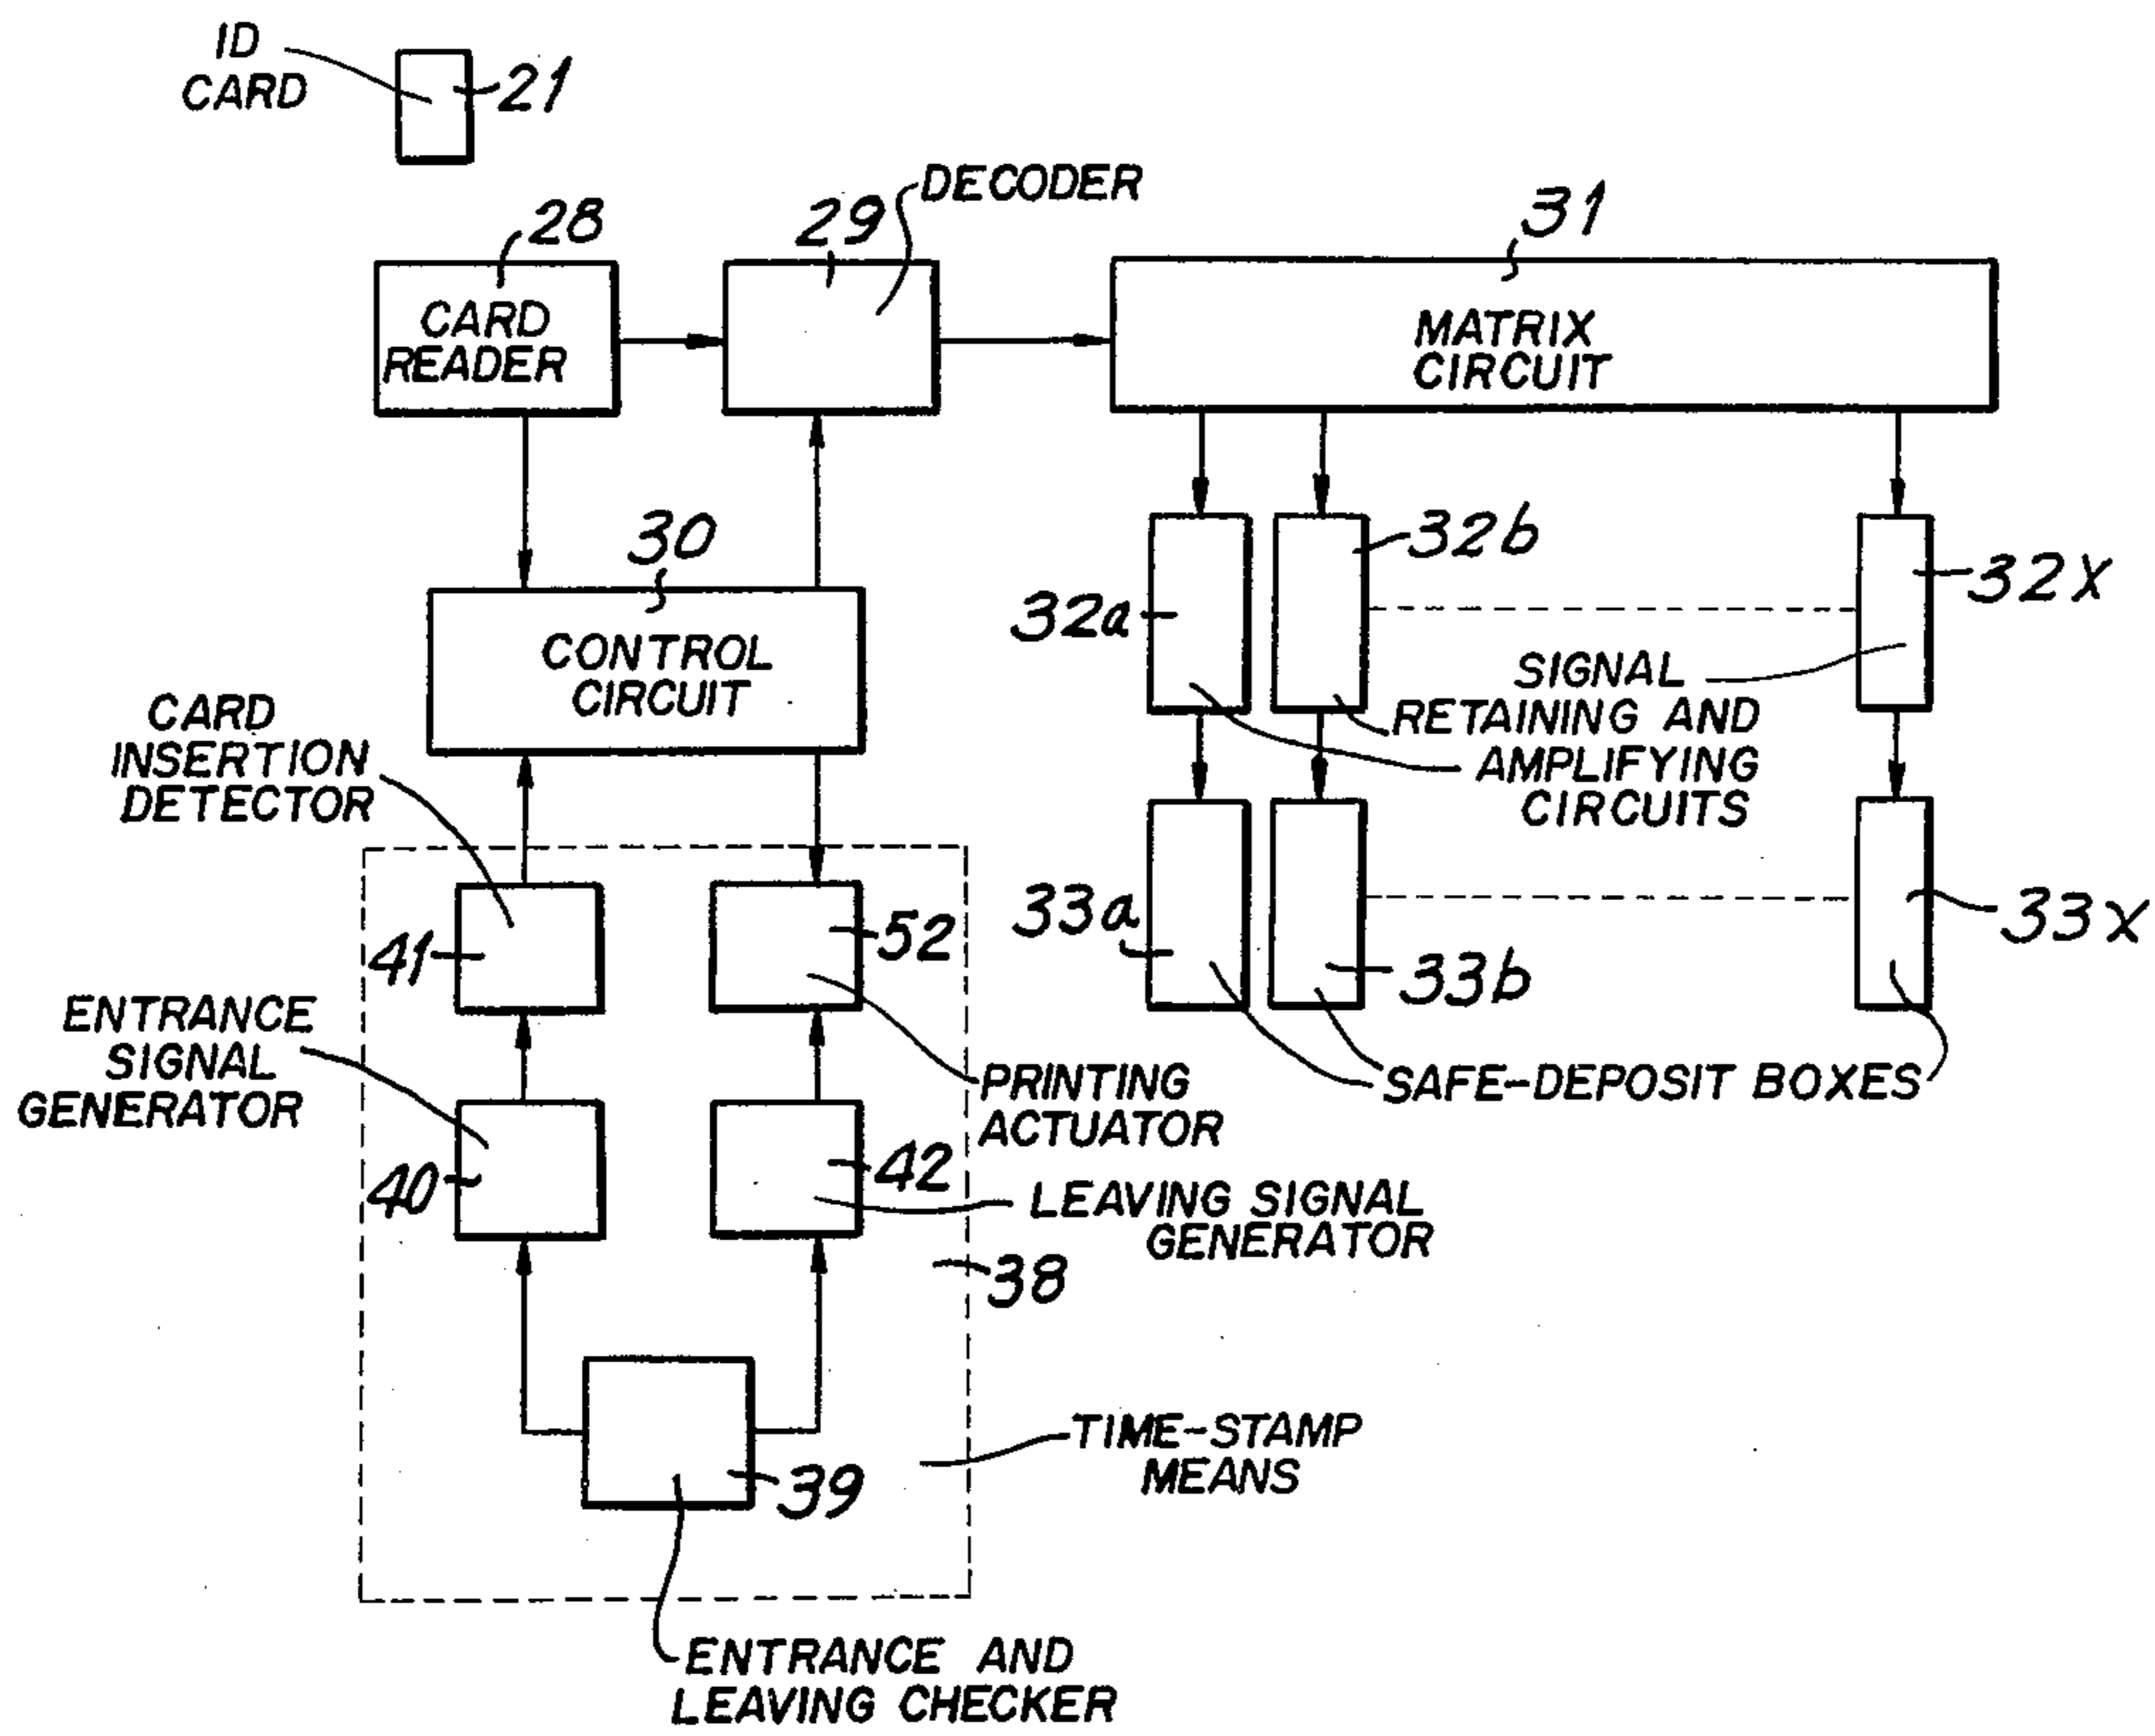 ID
CARD
21
DECODER
28
29
31
CARD
READER
MATRIX
CIRCUIT
30
32b
32X
32a
CONTROL
CIRCUIT
SIGNAL
RETAINING AND
AMPLIFYING
CIRCUITS
CARD
INSERTION
DETECTOR
41
52
33a
33b
33x
ENTRANCE
SIGNAL
GENERATOR
PRINTING
ACTUATOR
SAFE-DEPOSIT BOXES
40
42
LEAVING SIGNAL
GENERATOR
38
39
TIME-STAMP
MEANS
ENTRANCE AND
LEAVING CHECKER